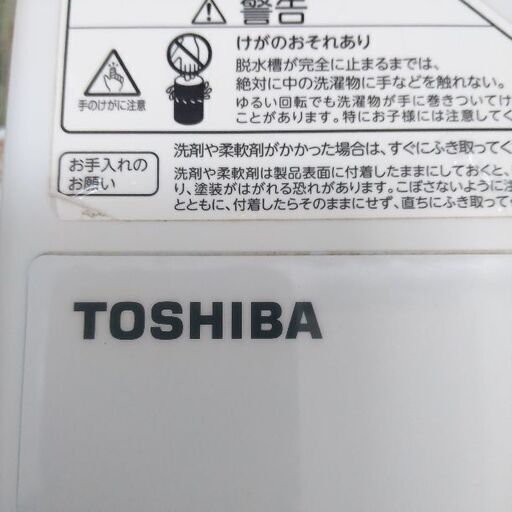 警告
けがのおそれあり
脱水槽が完全に止まるまでは、
絶対に中の洗濯物に手などを触れない。
ゆるい回転でも洗濯物が手に巻きついてけ
ことがあります。特にお子様には注意してく
手のけがに注意
お手入れの
お願い
洗剤や柔軟剤がかかった場合は、すぐにふき取ってく
洗剤や柔軟剤は製品表面に付着したままにしておくと、
り、塗装がはがれる恐れがあります。こぼさないように注
とともに、付着したらそのままにせず、直ちにふき取って
TOSHIBA